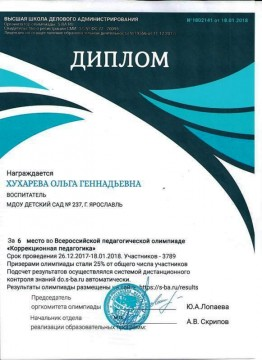 ВЫСШАЯ ШКОЛА ДЕЛОВОГО АДМИНИСТРИРОВАНИЯ
от 18.01.2018
ДИПЛОМ
Награждается
ХУХАРЕВА ОЛЬГА ГЕННАДЬЕВНА
ВОСПИТАТЕЛЬ
МДОУ ДЕТСКИЙ САД № 237, Г. ЯРОСЛАВЛЬ
За 6 место во Всероссийской педагогической олимпиаде
«Коррекционная педагогика»
Срок проведения 26.12.2017-18.01.2018. Участников - 3789
Призерами олимпиады стали 25% от общего числа участников
Подсчет результатов осуществлялся системой дистанционного
контроля знаний do.s-ba.ru автоматически.
Результаты олимпиады размещены на сайте https://s-ba.ru/results
Председатель
оргкомитета олимпиады
Ю.А.Лопаева
Начальник отдела
реализации образовательных программ
А.В. Скрипов